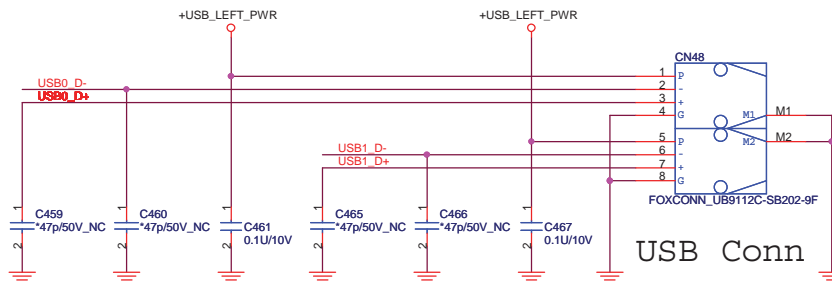 +USB_LEFT_PWR +USB_LEFT_PWR
CN48
USB0_D- 1 P
2 -
USB0_D+ 3 +
4 G M1 M1
5 P M2 M2
USB1_D- 6 -
USB1_D+ 7 +
8 G
FOXCONN_UB9112C-SB202-9F
1 1 1 1 1 1
C459 C460 C461 C465 C466 C467
*47p/50V_NC *47p/50V_NC 0.1U/10V *47p/50V_NC *47p/50V_NC 0.1U/10V
2 2 2 2 2 2
USB Conn